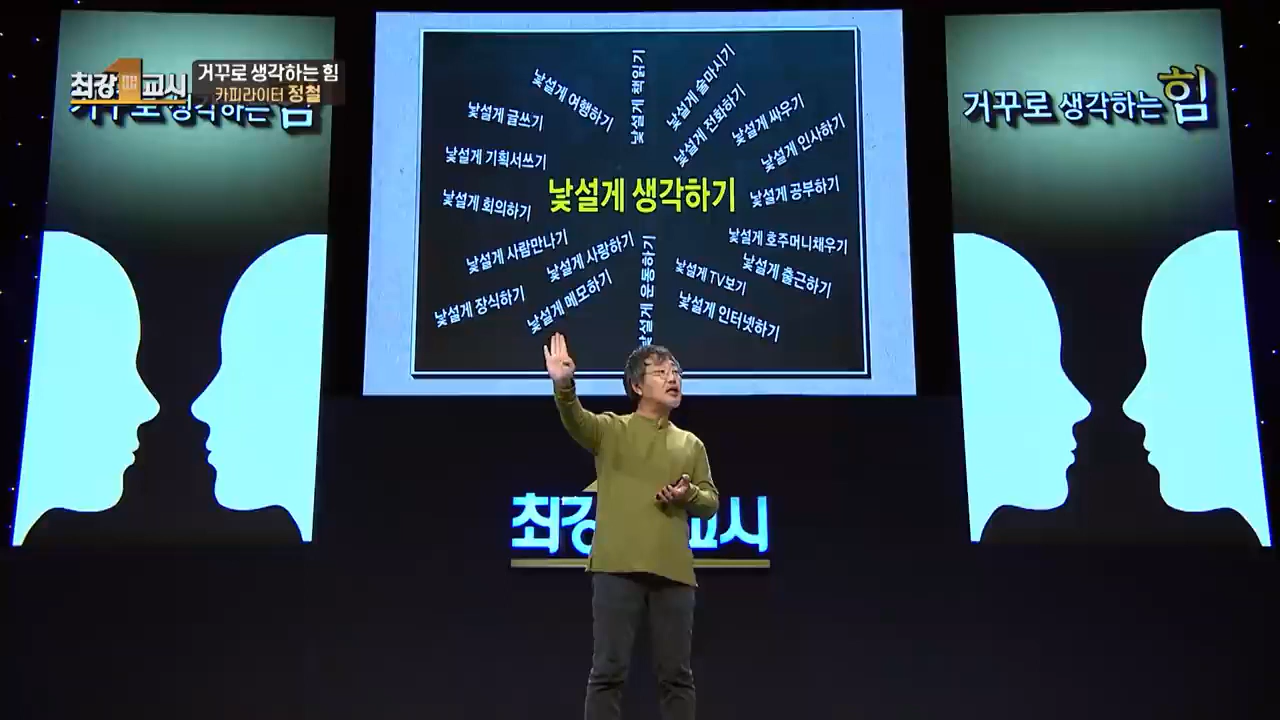 최강1교시
거꾸로 생각하는 힘
카피라이터 정철
거꾸로 생각하는 힘
낯설게 여행하기
낯설게 책읽기
낯설게 술마시기
낯설게 전화하기
낯설게 글쓰기
낯설게 싸우기
낯설게 인사하기
낯설게 기획서쓰기
낯설게 생각하기
낯설게 공부하기
낯설게 회의하기
낯설게 사람만나기
낯설게 사랑하기
낯설게 운동하기
낯설게 호주머니채우기
낯설게 TV보기
낯설게 출근하기
낯설게 장식하기
낯설게 메모하기
낯설게 인터넷하기
거꾸로 생각하는 힘
최강 교시